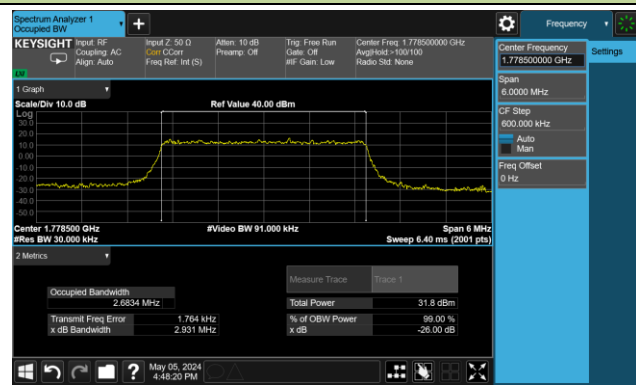 Spectrum Analyzer 1
Occupied BW
Frequency
KEYSIGHT
Input: RF
Coupling: AC
Align: Auto
Input Z: 50 Ω
Corr CCorr
Freq Ref: Int (S)
Atten: 10 dB
Preamp: Off
Trig: Free Run
Gate: Off
#IF Gain: Low
Center Freq: 1.778500000 GHz
Avg|Hold:>100/100
Radio Std: None
LXI
Center Frequency
1.778500000 GHz
Settings
Span
6.0000 MHz
CF Step
600.000 kHz
Auto
Man
Freq Offset
0 Hz
1 Graph
Scale/Div 10.0 dB
Ref Value 40.00 dBm
Log
30.0
20.0
10.0
0.00
-10.0
-20.0
-30.0
-40.0
-50.0
Center 1.778500 GHz
#Video BW 91.000 kHz
Span 6 MHz
#Res BW 30.000 kHz
Sweep 6.40 ms (2001 pts)
2 Metrics
Measure Trace
Trace 1
Occupied Bandwidth
2.6834 MHz
Total Power
31.8 dBm
Transmit Freq Error
1.764 kHz
% of OBW Power
99.00 %
x dB Bandwidth
2.931 MHz
x dB
-26.00 dB
?
May 05, 2024
4:48:20 PM